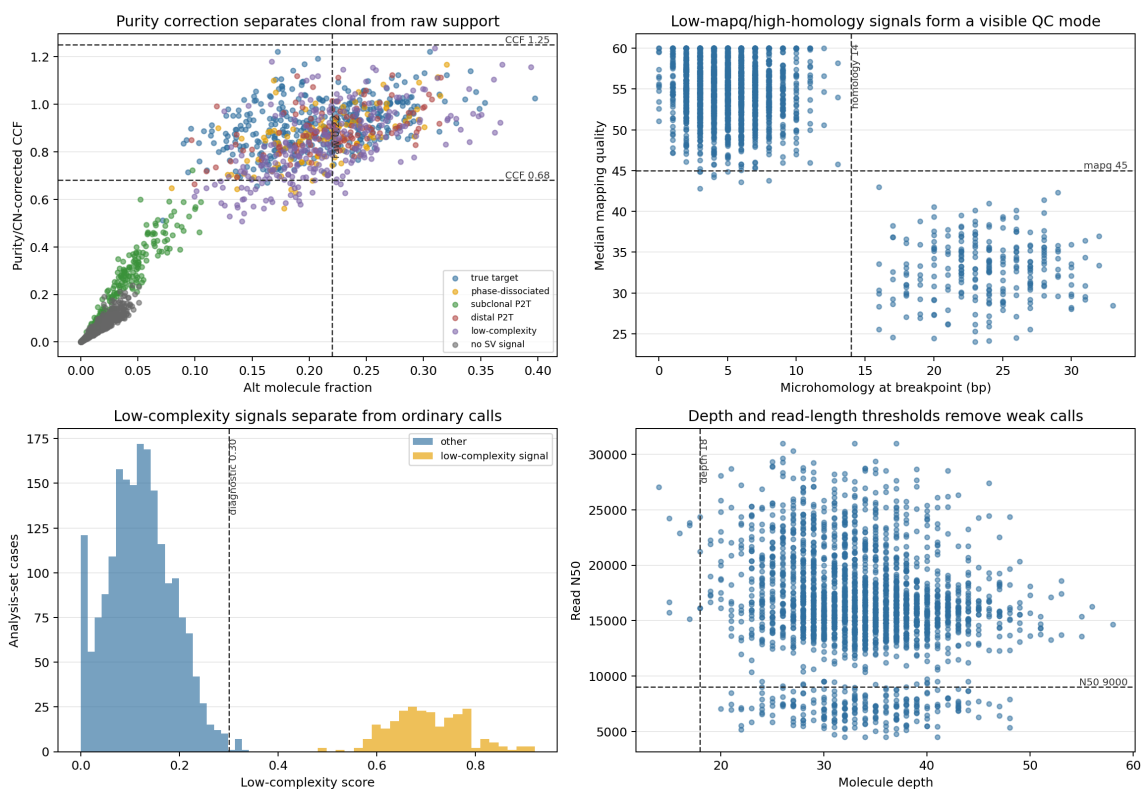 Purity correction separates clonal from raw support
CCF 1.25
CCF 0.68
Purity/CN-corrected CCF
1.2
1.0
0.8
0.6
0.4
0.2
0.0
true target
phase-dissociated
subclonal P2T
distal P2T
low-complexity
no SV signal
0.00 0.05 0.10 0.15 0.20 0.25 0.30 0.35 0.40
Alt molecule fraction
Low-mapq/high-homology signals form a visible QC mode
homology 14
mapq 45
Median mapping quality
60
55
50
45
40
35
30
25
0 5 10 15 20 25 30
Microhomology at breakpoint (bp)
Low-complexity signals separate from ordinary calls
diagnostic 0.30
other
low-complexity signal
Analysis-set cases
175
150
125
100
75
50
25
0
0.0 0.2 0.4 0.6 0.8
Low-complexity score
Depth and read-length thresholds remove weak calls
depth 18
N50 9000
Read N50
30000
25000
20000
15000
10000
5000
20 30 40 50 60
Molecule depth